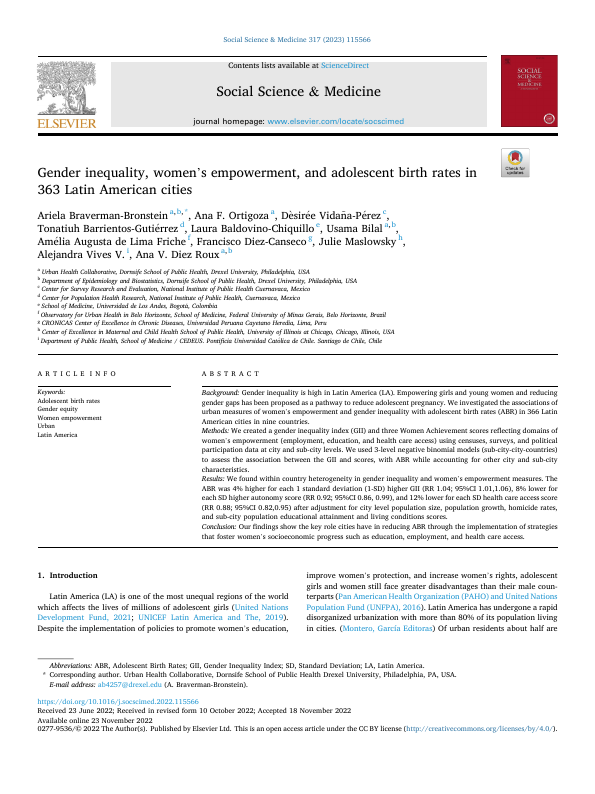 Social Science & Medicine 317 (2023) 115566
Contents lists available at ScienceDirect
Social Science & Medicine
journal homepage: www.elsevier.com/locate/socscimed
ELSEVIER
SOCIAL
SCIENCE
&
MEDICINE
Check for
updates
Gender inequality, women's empowerment, and adolescent birth rates in
363 Latin American cities
Ariela Braverman-Bronstein a,b,*, Ana F. Ortigoza a, Dèsirée Vidaña-Pérez c,
Tonatiuh Barrientos-Gutiérrez d, Laura Baldovino-Chiquillo e, Usama Bilal a,b,
Amélia Augusta de Lima Friche f, Francisco Diez-Canseco g, Julie Maslowsky h,
Alejandra Vives V. i, Ana V. Diez Roux a,b
a Urban Health Collaborative, Dornsife School of Public Health, Drexel University, Philadelphia, USA
b Department of Epidemiology and Biostatistics, Dornsife School of Public Health, Drexel University, Philadelphia, USA
c Center for Survey Research and Evaluation, National Institute of Public Health Cuernavaca, Mexico
d Center for Population Health Research, National Institute of Public Health, Cuernavaca, Mexico
e School of Medicine, Universidad de Los Andes, Bogotá, Colombia
f Observatory for Urban Health in Belo Horizonte, School of Medicine, Federal University of Minas Gerais, Belo Horizonte, Brazil
g CRONICAS Center of Excellence in Chronic Diseases, Universidad Peruana Cayetano Heredia, Lima, Peru
h Center of Excellence in Maternal and Child Health School of Public Health, University of Illinois at Chicago, Chicago, Illinois, USA
i Department of Public Health, School of Medicine / CEDEUS. Pontificia Universidad Católica de Chile. Santiago de Chile, Chile
ARTICLE INFO
Keywords:
Adolescent birth rates
Gender equity
Women empowerment
Urban
Latin America
ABSTRACT
Background: Gender inequality is high in Latin America (LA). Empowering girls and young women and reducing
gender gaps has been proposed as a pathway to reduce adolescent pregnancy. We investigated the associations of
urban measures of women's empowerment and gender inequality with adolescent birth rates (ABR) in 366 Latin
American cities in nine countries.
Methods: We created a gender inequality index (GII) and three Women Achievement scores reflecting domains of
women's empowerment (employment, education, and health care access) using censuses, surveys, and political
participation data at city and sub-city levels. We used 3-level negative binomial models (sub-city-city-countries)
to assess the association between the GII and scores, with ABR while accounting for other city and sub-city
characteristics.
Results: We found within country heterogeneity in gender inequality and women's empowerment measures. The
ABR was 4% higher for each 1 standard deviation (1-SD) higher GII (RR 1.04; 95%CI 1.01,1.06), 8% lower for
each SD higher autonomy score (RR 0.92; 95%CI 0.86, 0.99), and 12% lower for each SD health care access score
(RR 0.88; 95%CI 0.82,0.95) after adjustment for city level population size, population growth, homicide rates,
and sub-city population educational attainment and living conditions scores.
Conclusion: Our findings show the key role cities have in reducing ABR through the implementation of strategies
that foster women's socioeconomic progress such as education, employment, and health care access.
1. Introduction
Latin America (LA) is one of the most unequal regions of the world
which affects the lives of millions of adolescent girls (United Nations
Development Fund, 2021; UNICEF Latin America and The, 2019).
Despite the implementation of policies to promote women's education,
improve women's protection, and increase women's rights, adolescent
girls and women still face greater disadvantages than their male coun-
terparts (Pan American Health Organization (PAHO) and United Nations
Population Fund (UNFPA), 2016). Latin America has undergone a rapid
disorganized urbanization with more than 80% of its population living
in cities. (Montero, García Editoras) Of urban residents about half are
Abbreviations: ABR, Adolescent Birth Rates; GII, Gender Inequality Index; SD, Standard Deviation; LA, Latin America.
* Corresponding author. Urban Health Collaborative, Dornsife School of Public Health Drexel University, Philadelphia, PA, USA.
E-mail address: ab4257@drexel.edu (A. Braverman-Bronstein).
https://doi.org/10.1016/j.socscimed.2022.115566
Received 23 June 2022; Received in revised form 10 October 2022; Accepted 18 November 2022
Available online 23 November 2022
0277-9536/© 2022 The Author(s). Published by Elsevier Ltd. This is an open access article under the CC BY license (http://creativecommons.org/licenses/by/4.0/).